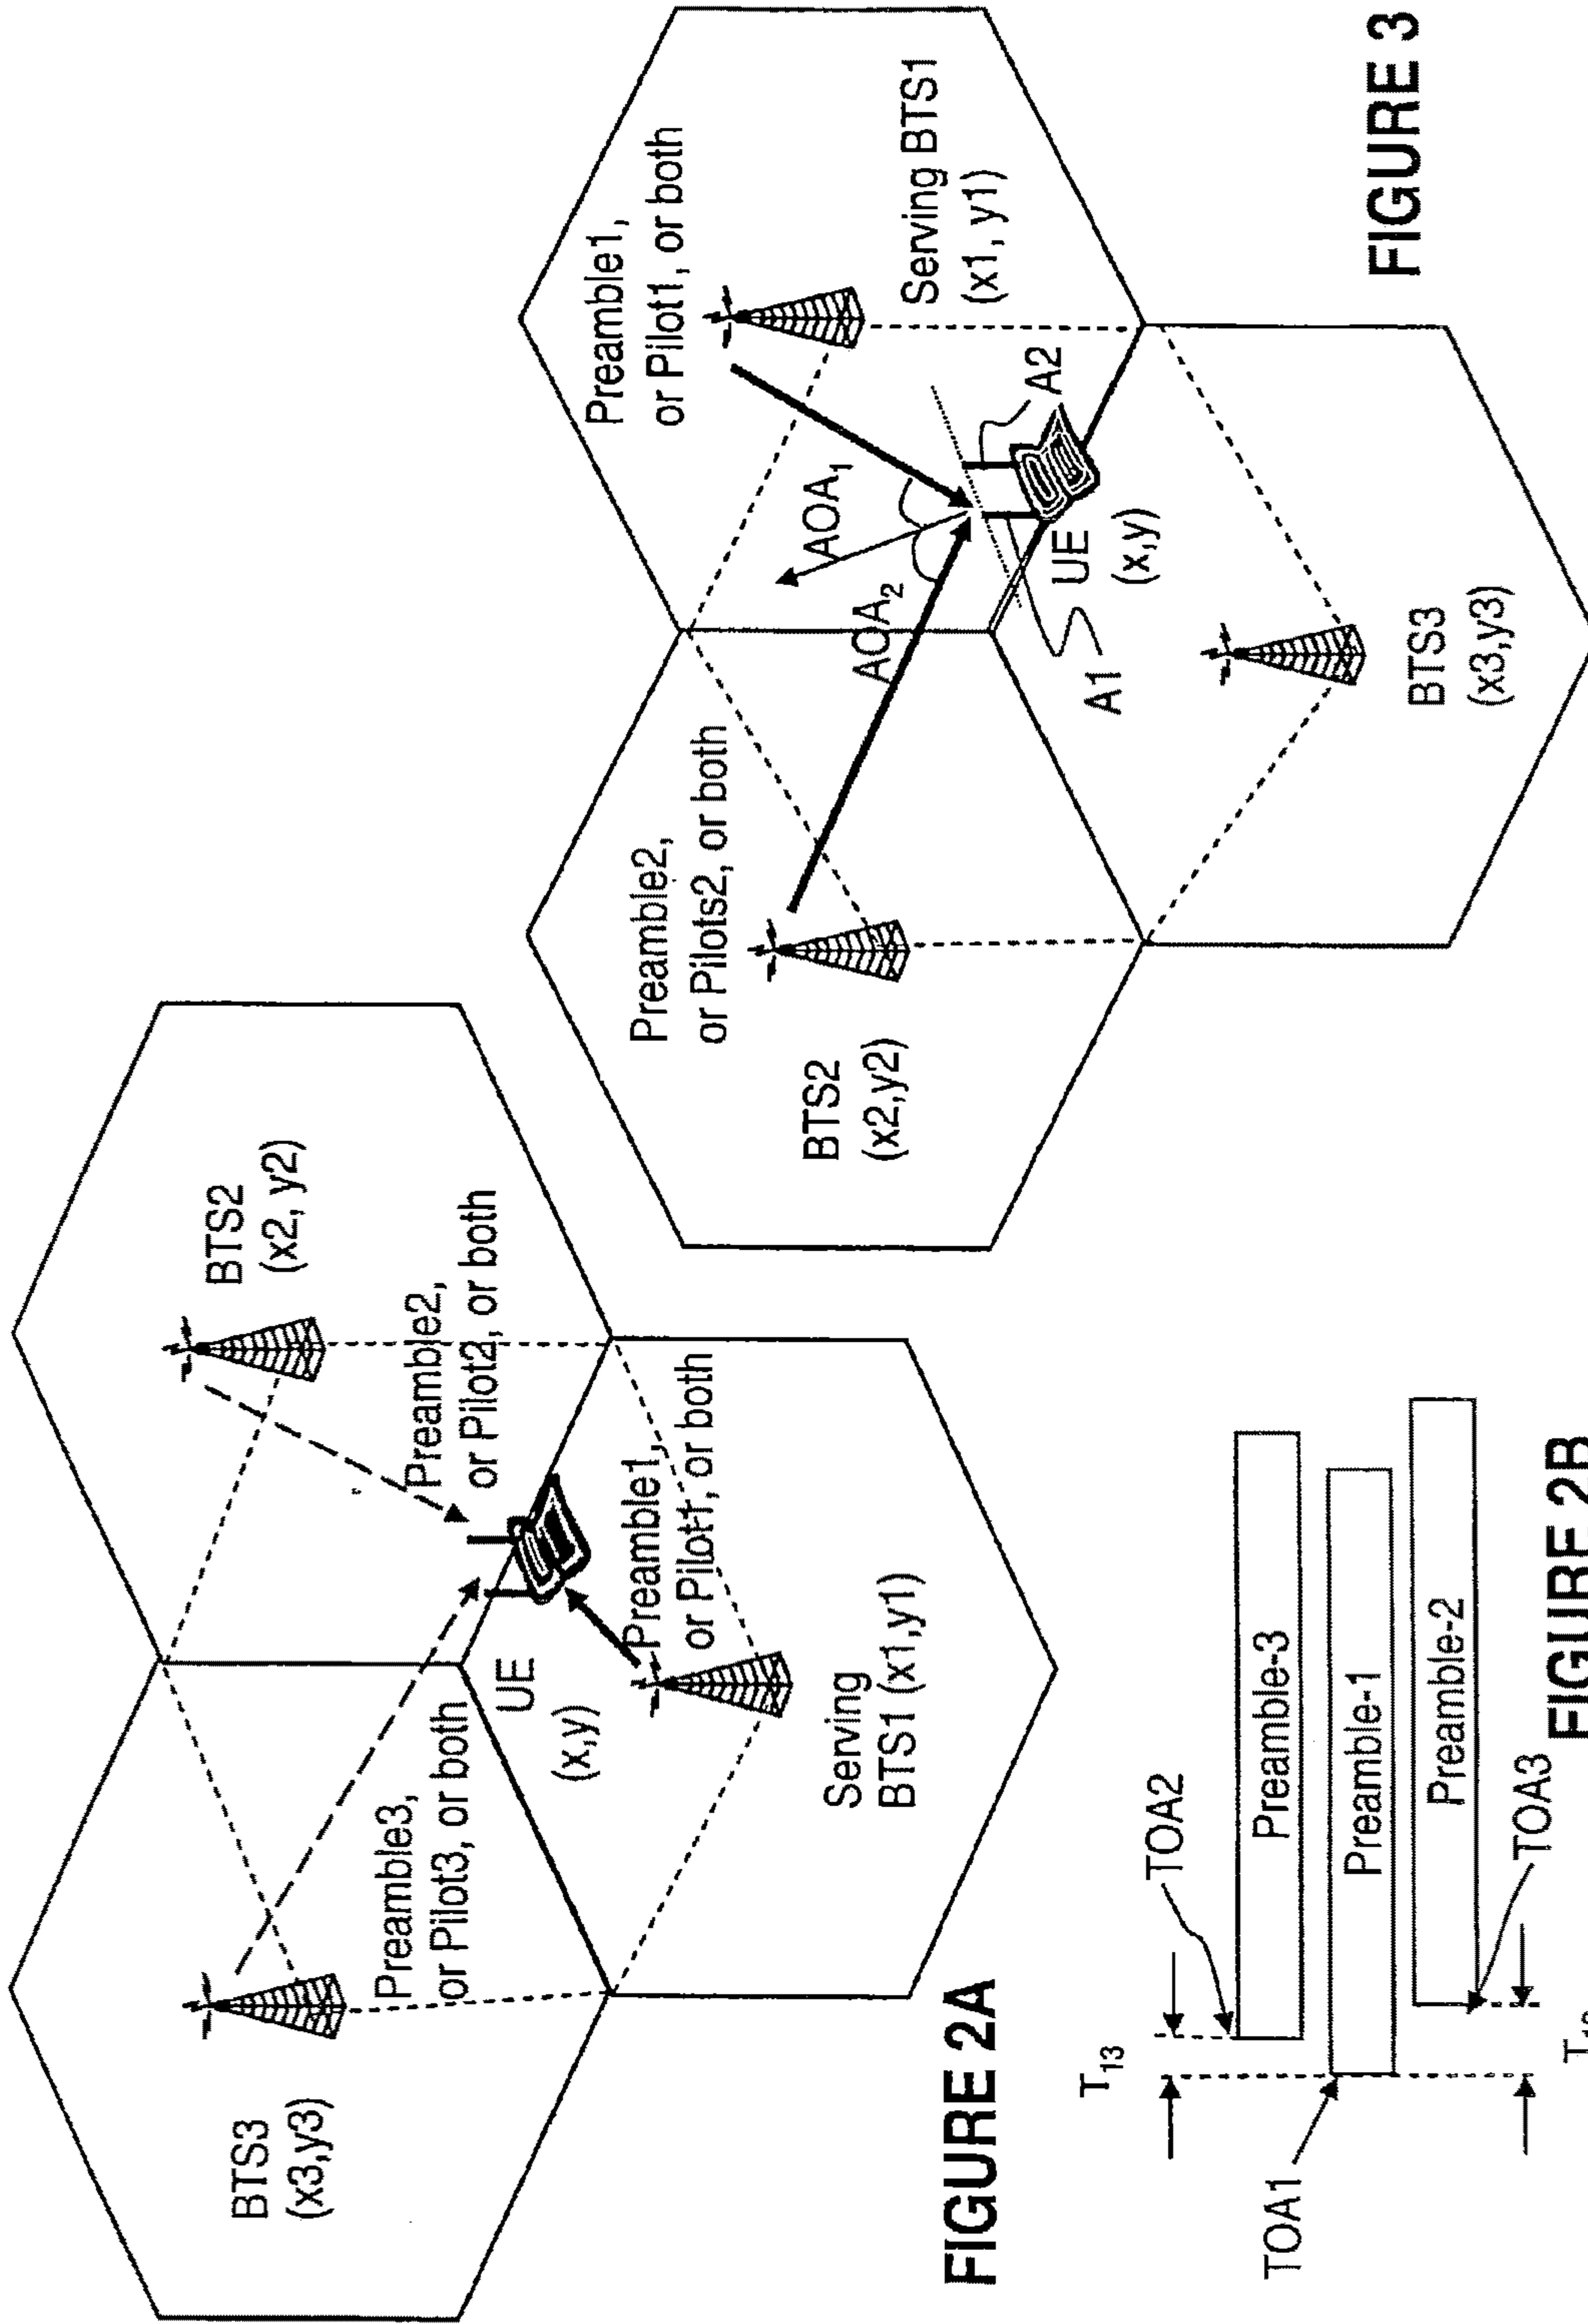 BTS3
(x3,y3)
Preamble3,
or Pilot3, or both
BTS2
(x2, y2)
Preamble2,
or Pilot2, or both
UE
(x,y)
Preamble1,
or Pilot1, or both
Serving
BTS1 (x1,y1)
FIGURE 2A
T13
TOA2
TOA1
Preamble-3
Preamble-1
Preamble-2
TOA3
FIGURE 2B
BTS2
(x2,y2)
Preamble2,
or Pilots2, or both
Preamble1,
or Pilot1, or both
Serving BTS1
(x1, y1)
AOA1
AOA2
A2
A1
UE
(x,y)
BTS3
(x3,y3)
FIGURE 3